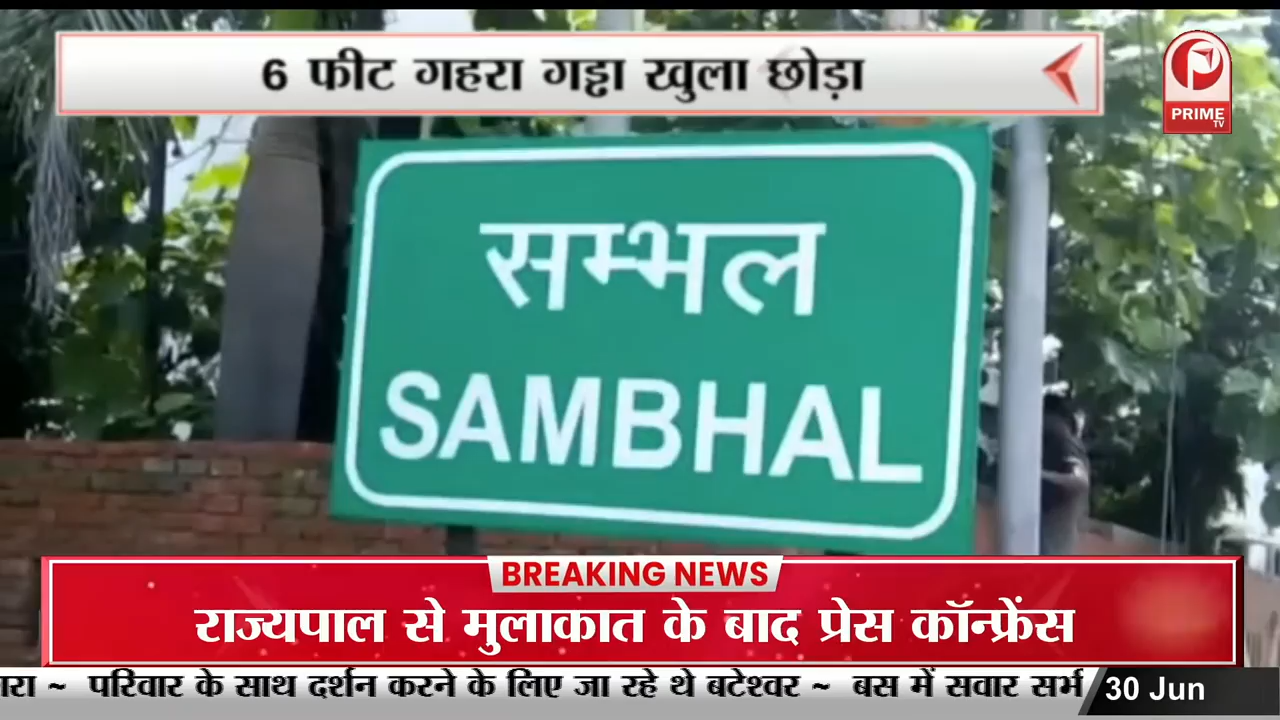 6 फीट गहरा गड्ढा खुला छोड़ा
PRIME
TV
सम्भल
SAMBHAL
BREAKING NEWS
राज्यपाल से मुलाकात के बाद प्रेस कॉन्फ्रेंस
~ परिवार के साथ दर्शन करने के लिए जा रहे थे बटेश्वर ~ बस में सवार सर्भ
30 Jun